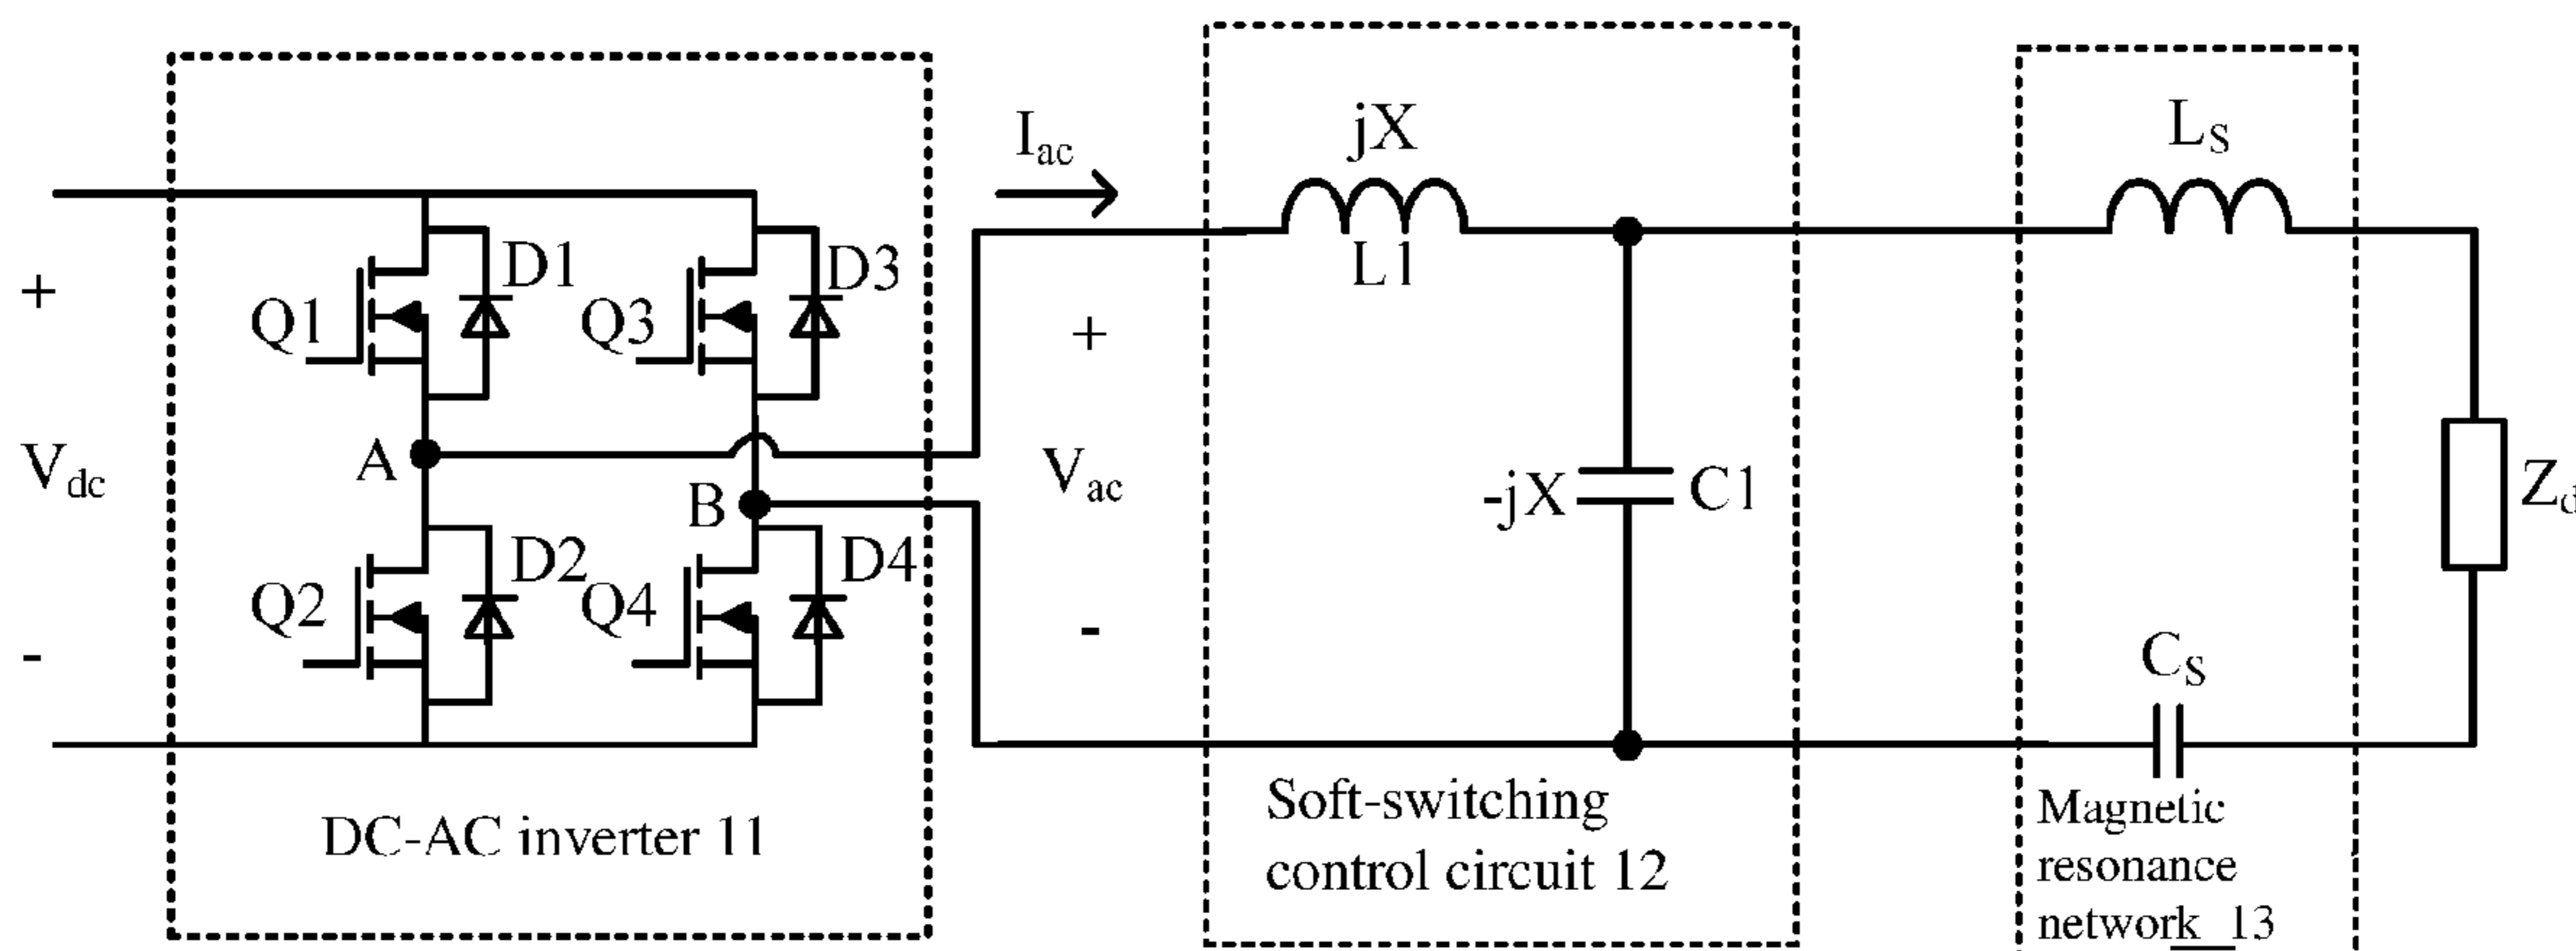 +
Vdc
-
Q1
D1
Q3
D3
A
B
Q2
D2
Q4
D4
DC-AC inverter 11
Iac
+
Vac
-
jX
L1
-jX
C1
Soft-switching
control circuit 12
LS
CS
Magnetic
resonance
network 13
Zd